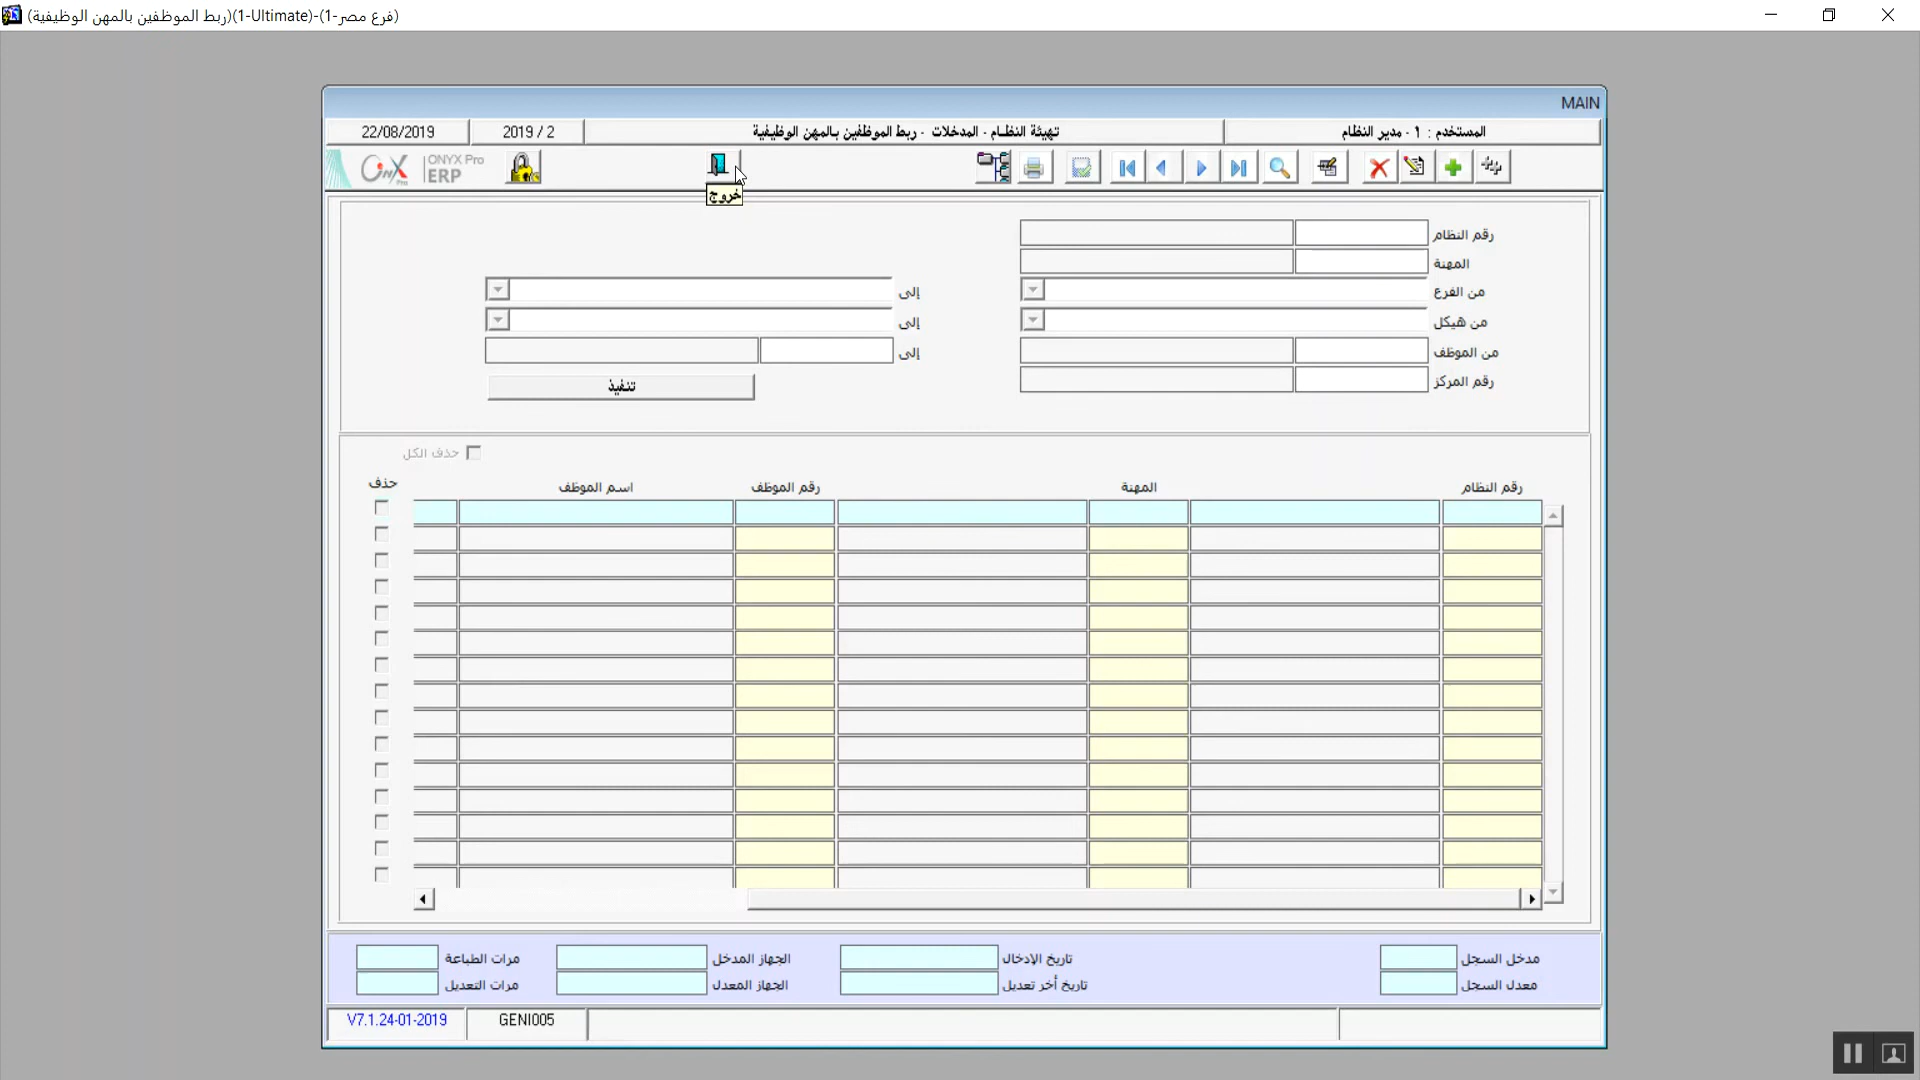 (فرع مصر-1)-(1-Ultimate)(ربط الموظفين بالمهن الوظيفية)
MAIN
المستخدم : ١ - مدير النظام
تهيئة النظـام - المدخلات - ربط الموظفين بـالمهن الوظيفية
2019 / 2
22/08/2019
OnyX Pro
ONYX Pro
ERP
خروج
رقم النظام
المهنة
من الفرع
إلى
من هيكل
إلى
من الموظف
إلى
رقم المركز
تنفيذ
حذف الكل
رقم النظام
المهنة
رقم الموظف
اسم الموظف
حذف
مدخل السجل
تاريخ الإدخال
الجهاز المدخل
مرات الطباعة
معدل السجل
تاريخ أخر تعديل
الجهاز المعدل
مرات التعديل
GENI005
V7.1.24-01-2019